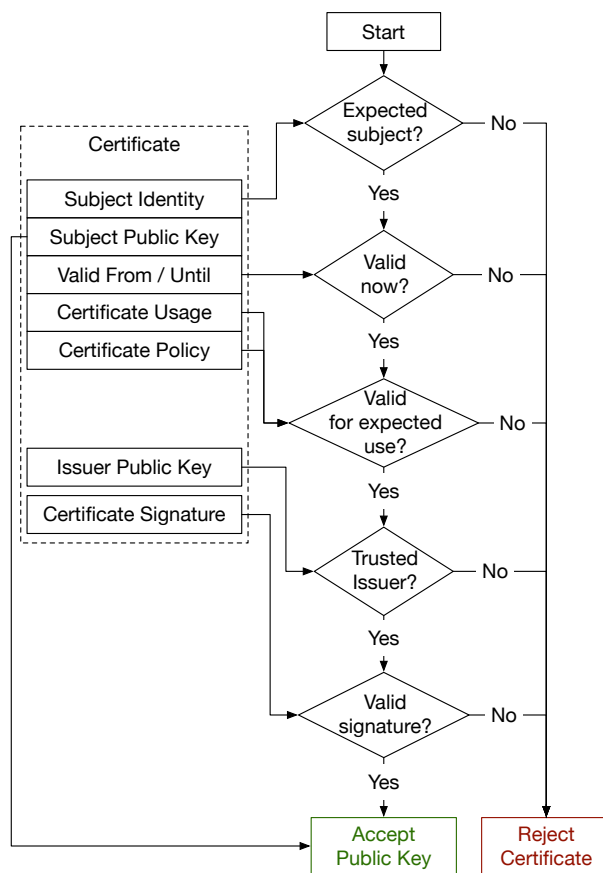 Start
Expected
subject?
No
Yes
Certificate
Subject Identity
Subject Public Key
Valid From / Until
Certificate Usage
Certificate Policy
Issuer Public Key
Certificate Signature
Valid
now?
No
Yes
Valid
for expected
use?
No
Yes
Trusted
Issuer?
No
Yes
Valid
signature?
No
Yes
Accept
Public Key
Reject
Certificate